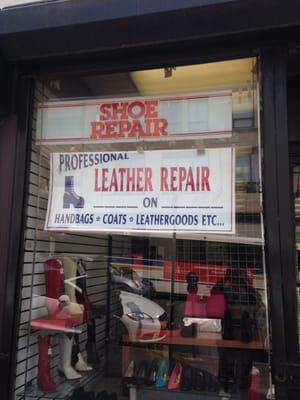 SHOE
REPAIR
PROFESSIONAL
LEATHER REPAIR
ON
HANDBAGS * COATS * LEATHERGOODS ETC...